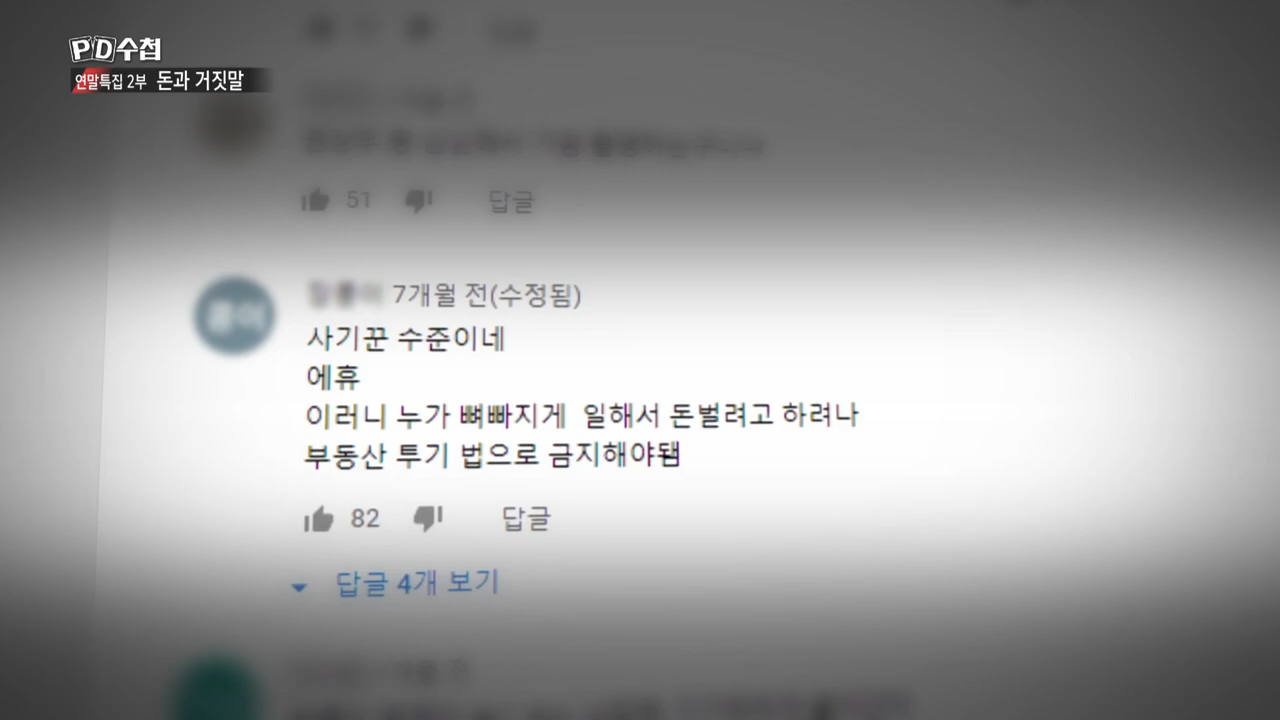 PD수첩
연말특집 2부 돈과 거짓말
51 답글
7개월 전(수정됨)
사기꾼 수준이네
에휴
이러니 누가 뼈빠지게 일해서 돈벌려고 하려나
부동산 투기 법으로 금지해야됌
82 답글
답글 4개 보기